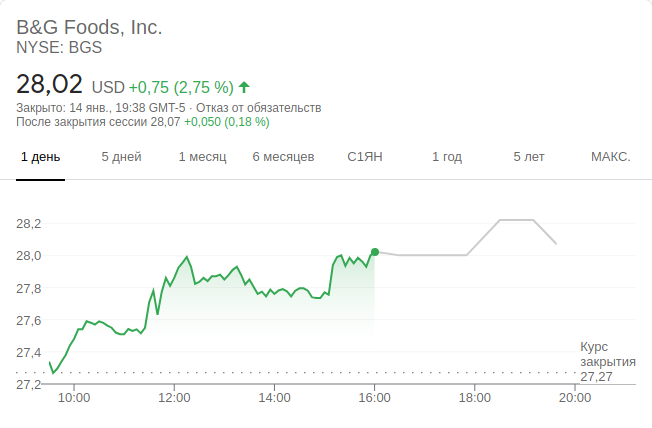 B&G Foods, Inc.
NYSE: BGS
28,02 USD +0,75 (2,75 %)
Закрыто: 14 янв., 19:38 GMT-5 · Отказ от обязательств
После закрытия сессии 28,07 +0,050 (0,18 %)
1 день 5 дней 1 месяц 6 месяцев С1ЯН 1 год 5 лет МАКС.
28,2
28,0
27,8
27,6
27,4
27,2
Курс
закрытия
27,27
10:00 12:00 14:00 16:00 18:00 20:00